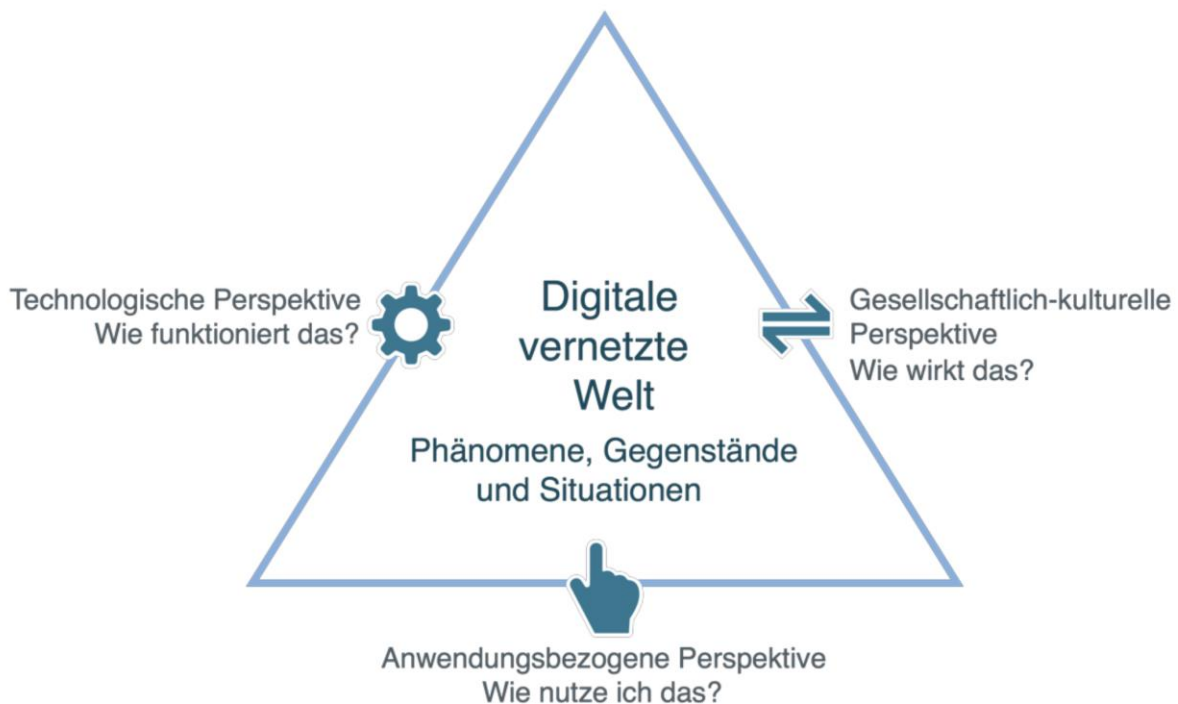 Technologische Perspektive
Wie funktioniert das?
Digitale
vernetzte
Welt
Phänomene, Gegenstände
und Situationen
Gesellschaftlich-kulturelle
Perspektive
Wie wirkt das?
Anwendungsbezogene Perspektive
Wie nutze ich das?